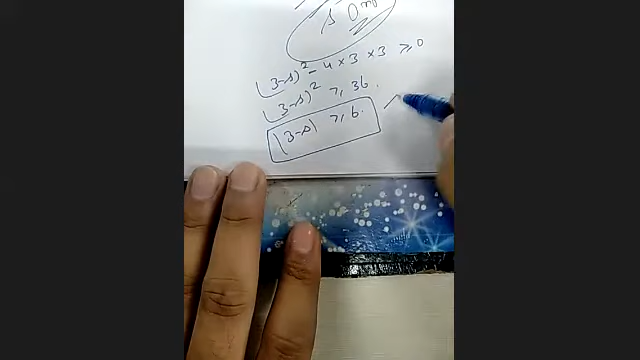 (3-s)² - 4 × 3 × 3 ≥ 0
(3-s)² ≥ 36.
(3-s) ≥ 6.